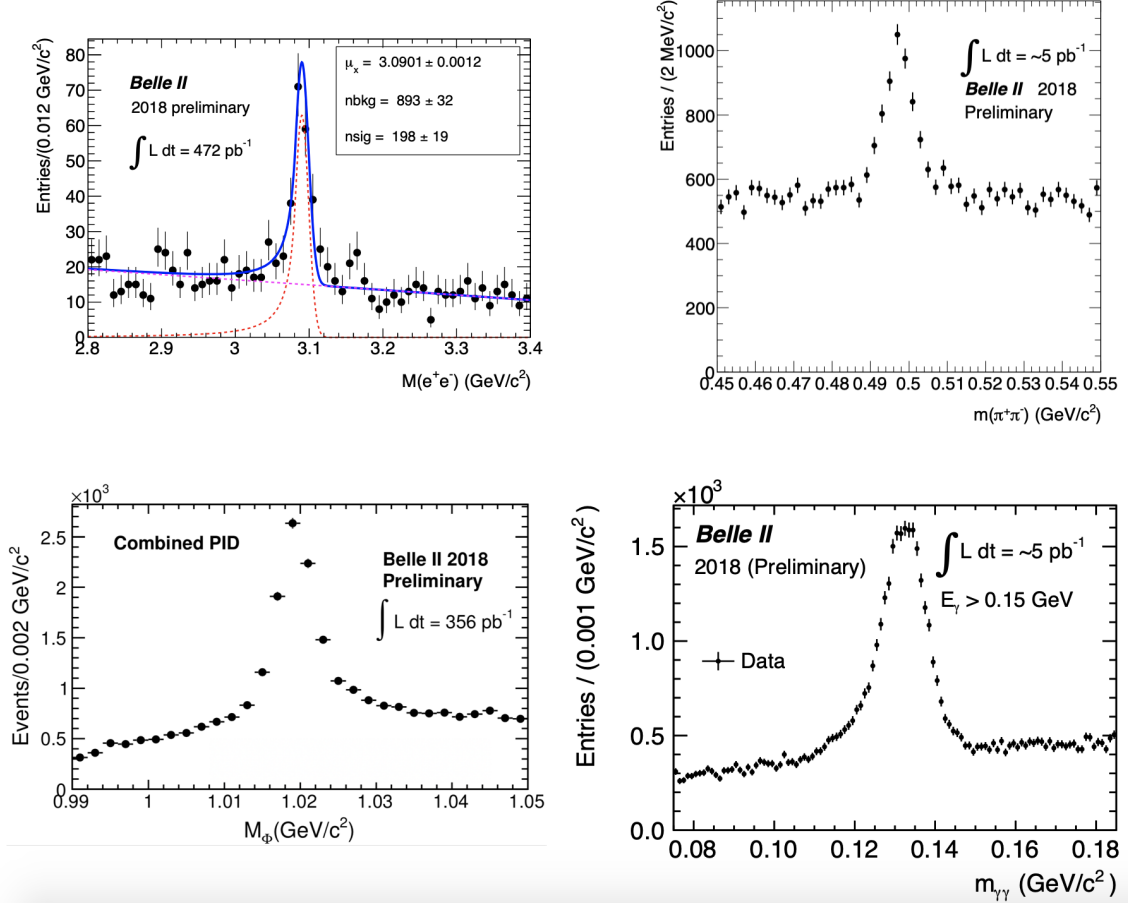 Entries/(0.012 GeV/c²)
80
70
60
50
40
30
20
10
0
Belle II
2018 preliminary
∫ L dt = 472 pb⁻¹
μₓ = 3.0901 ± 0.0012
nbkg = 893 ± 32
nsig = 198 ± 19
2.8 2.9 3 3.1 3.2 3.3 3.4
M(e⁺e⁻) (GeV/c²)
Entries / (2 MeV/c²)
1000
800
600
400
200
0
∫ L dt = ~5 pb⁻¹
Belle II 2018
Preliminary
0.45 0.46 0.47 0.48 0.49 0.5 0.51 0.52 0.53 0.54 0.55
m(π⁺π⁻) (GeV/c²)
×10³
Events/0.002 GeV/c²
2.5
2
1.5
1
0.5
0
Combined PID
Belle II 2018
Preliminary
∫ L dt = 356 pb⁻¹
0.99 1 1.01 1.02 1.03 1.04 1.05
M_Φ(GeV/c²)
×10³
Entries / (0.001 GeV/c²)
1.5
1.0
0.5
0.0
Belle II
2018 (Preliminary)
∫ L dt = ~5 pb⁻¹
E_γ > 0.15 GeV
Data
0.08 0.10 0.12 0.14 0.16 0.18
m_γγ (GeV/c²)